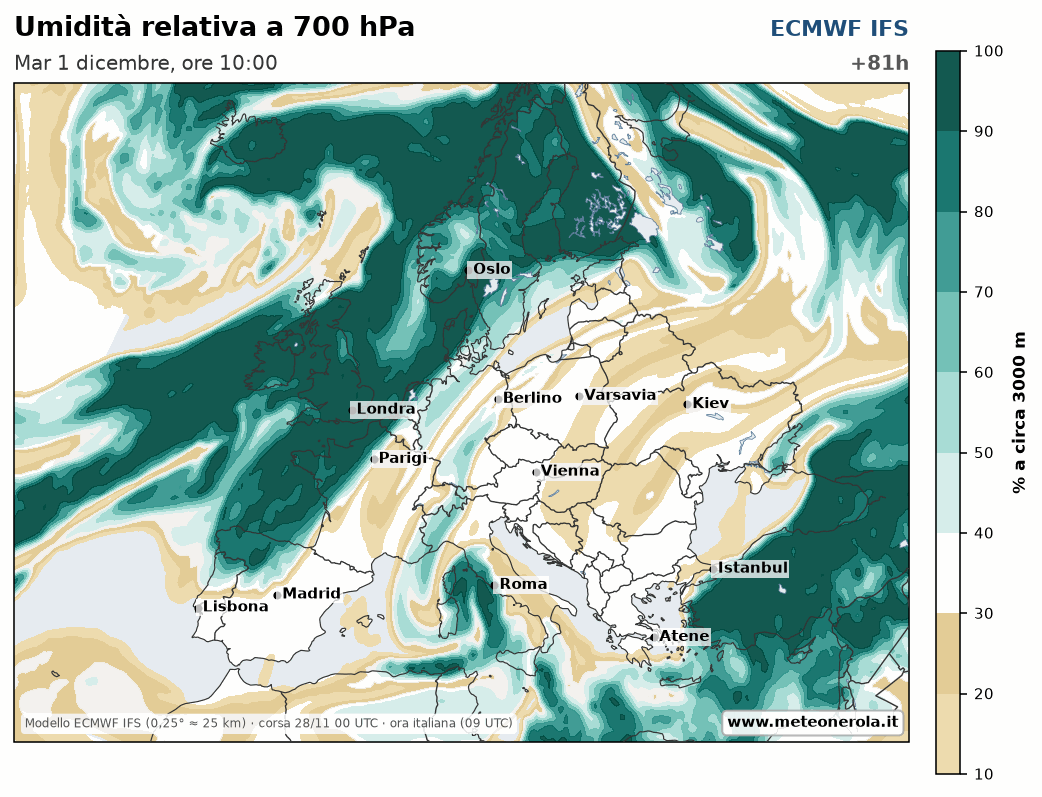 Umidità relativa a 700 hPa
ECMWF IFS
Mar 1 dicembre, ore 10:00
+81h
100
90
80
70
60
50
40
30
20
10
% a circa 3000 m
Oslo
Londra
Berlino
Varsavia
Kiev
Parigi
Vienna
Istanbul
Roma
Madrid
Lisbona
Atene
Modello ECMWF IFS (0,25° ≈ 25 km) · corsa 28/11 00 UTC · ora italiana (09 UTC)
www.meteonerola.it